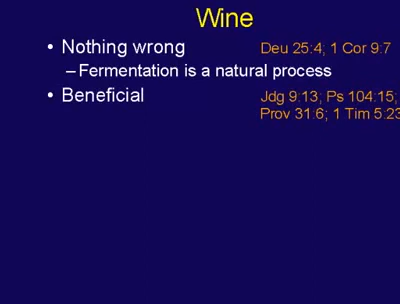 Wine
• Nothing wrong Deu 25:4; 1 Cor 9:7
– Fermentation is a natural process
• Beneficial Jdg 9:13; Ps 104:15;
Prov 31:6; 1 Tim 5:23